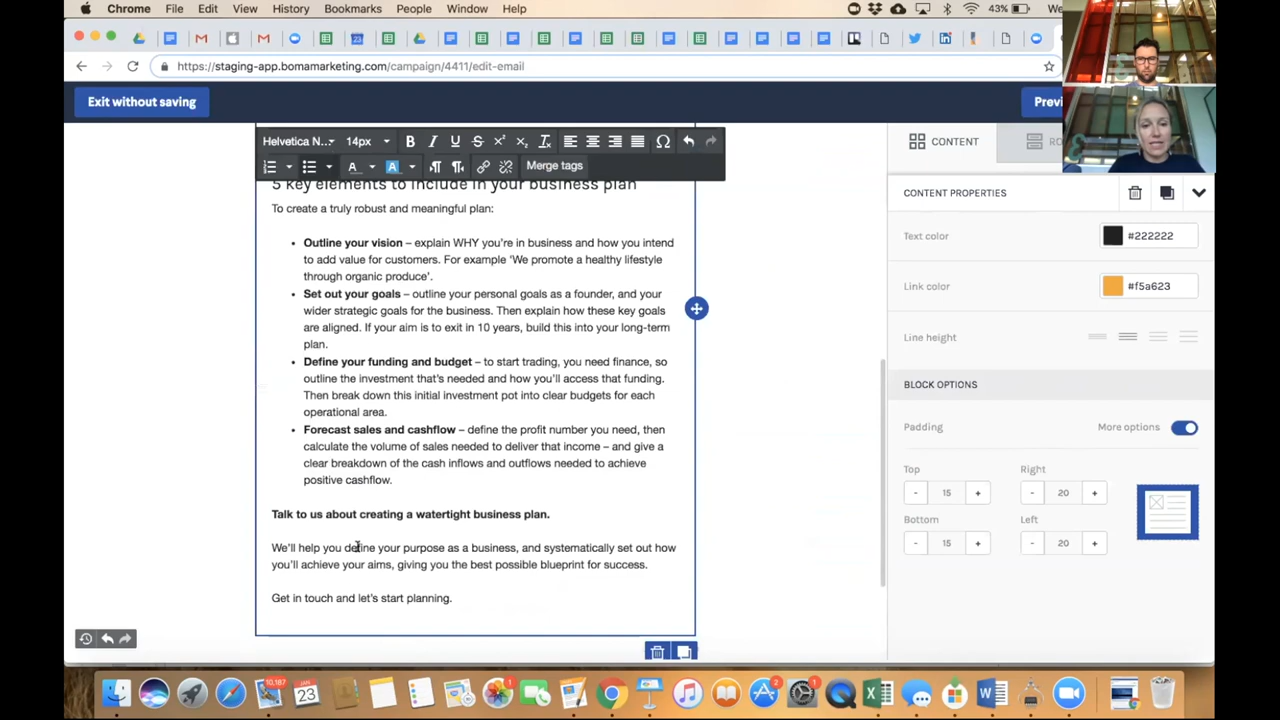 Chrome File Edit View History Bookmarks People Window Help 43% We
https://staging-app.bomamarketing.com/campaign/4411/edit-email
Exit without saving
Previ
Helvetica N... 14px B I U S x² x₂ Ix Ω
A A Merge tags
CONTENT
RO
5 key elements to include in your business plan
To create a truly robust and meaningful plan:
• Outline your vision – explain WHY you're in business and how you intend
to add value for customers. For example 'We promote a healthy lifestyle
through organic produce'.
• Set out your goals – outline your personal goals as a founder, and your
wider strategic goals for the business. Then explain how these key goals
are aligned. If your aim is to exit in 10 years, build this into your long-term
plan.
• Define your funding and budget – to start trading, you need finance, so
outline the investment that's needed and how you'll access that funding.
Then break down this initial investment pot into clear budgets for each
operational area.
• Forecast sales and cashflow – define the profit number you need, then
calculate the volume of sales needed to deliver that income – and give a
clear breakdown of the cash inflows and outflows needed to achieve
positive cashflow.
Talk to us about creating a watertight business plan.
We'll help you define your purpose as a business, and systematically set out how
you'll achieve your aims, giving you the best possible blueprint for success.
Get in touch and let's start planning.
CONTENT PROPERTIES
Text color #222222
Link color #f5a623
Line height
BLOCK OPTIONS
Padding More options
Top Right
- 15 + - 20 +
Bottom Left
- 15 + - 20 +
10,187
JAN
23
1
2
1